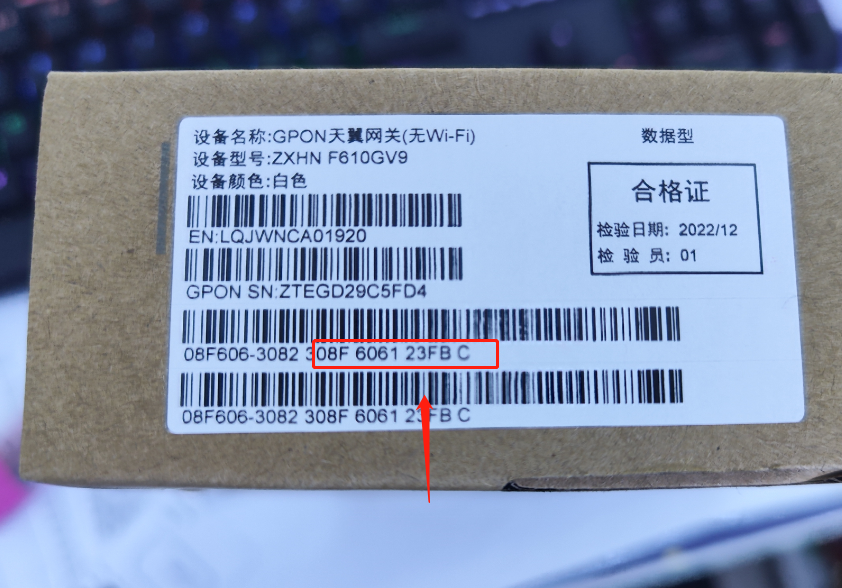 设备名称:GPON天翼网关(无Wi-Fi)
设备型号:ZXHN F610GV9
设备颜色:白色
EN:LQJWNCA01920
GPON SN:ZTEGD29C5FD4
08F606-3082 308F 6061 23FB C
08F606-3082 308F 6061 23FB C
数据型
合格证
检验日期: 2022/12
检 验 员: 01